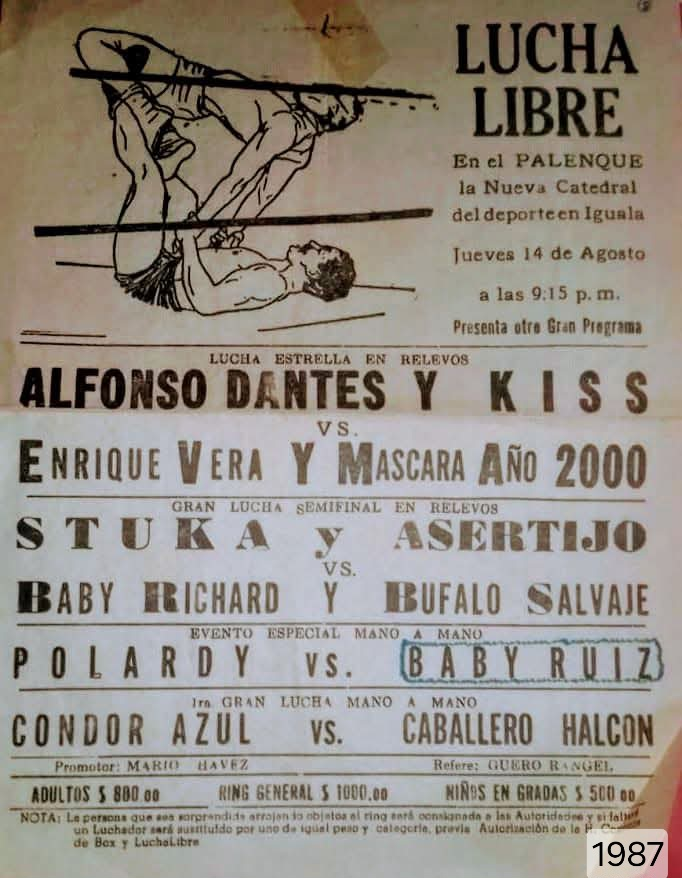 LUCHA
LIBRE
En el PALENQUE
la Nueva Catedral
del deporte en Iguala
Jueves 14 de Agosto
a las 9:15 p. m.
Presenta otro Gran Programa
LUCHA ESTRELLA EN RELEVOS
ALFONSO DANTES Y KISS
VS.
ENRIQUE VERA Y MASCARA AÑO 2000
GRAN LUCHA SEMIFINAL EN RELEVOS
STUKA y ASERTIJO
VS.
BABY RICHARD Y BUFALO SALVAJE
EVENTO ESPECIAL MANO A MANO
POLARDY VS. BABY RUIZ
1ra. GRAN LUCHA MANO A MANO
CONDOR AZUL VS. CABALLERO HALCON
Promotor: MARIO Refere: GUERO RANGEL
ADULTOS $ 800.00 RING GENERAL $ 1000.00 NIÑOS EN GRADAS $ 500.00
NOTA: La persona que sea sorprendida arrojando objetos al ring será consignada a las Autoridades y si falta
un Luchador será sustituído por uno de igual peso y categoría, previa Autorización de la H.
de Box y LuchaLibre
1987